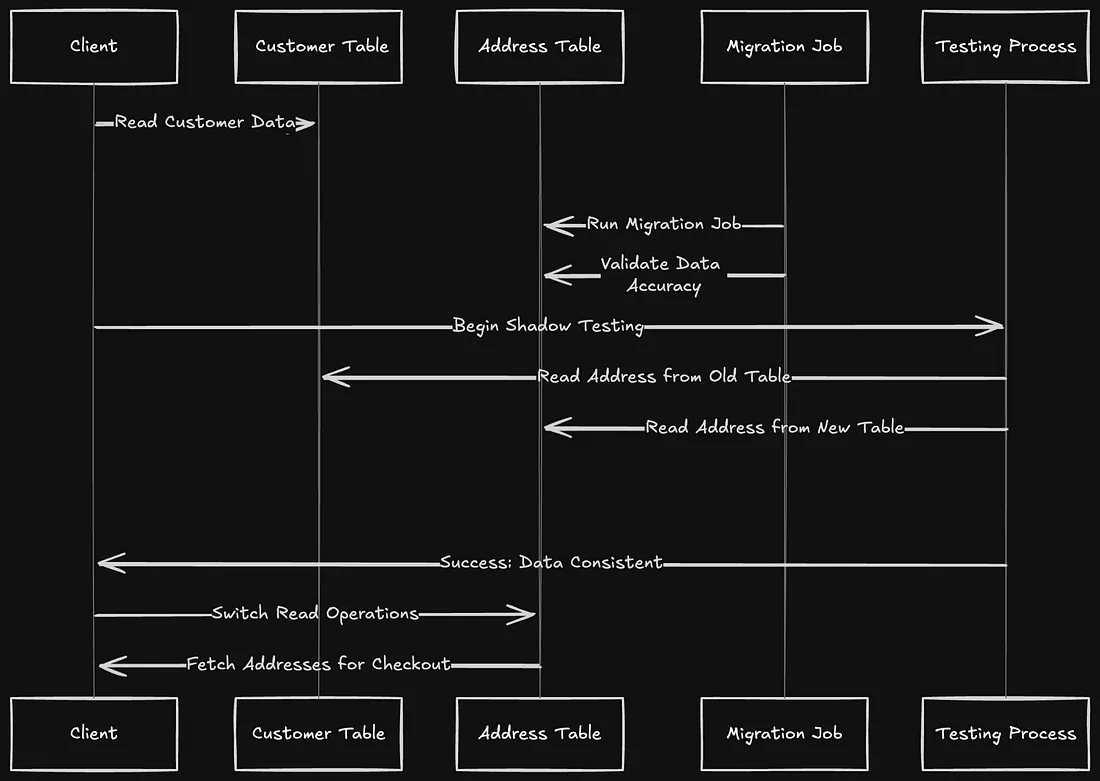 Client
Customer Table
Address Table
Migration Job
Testing Process
Read Customer Data
Run Migration Job
Validate Data
Accuracy
Begin Shadow Testing
Read Address from Old Table
Read Address from New Table
Success: Data Consistent
Switch Read Operations
Fetch Addresses for Checkout
Client
Customer Table
Address Table
Migration Job
Testing Process